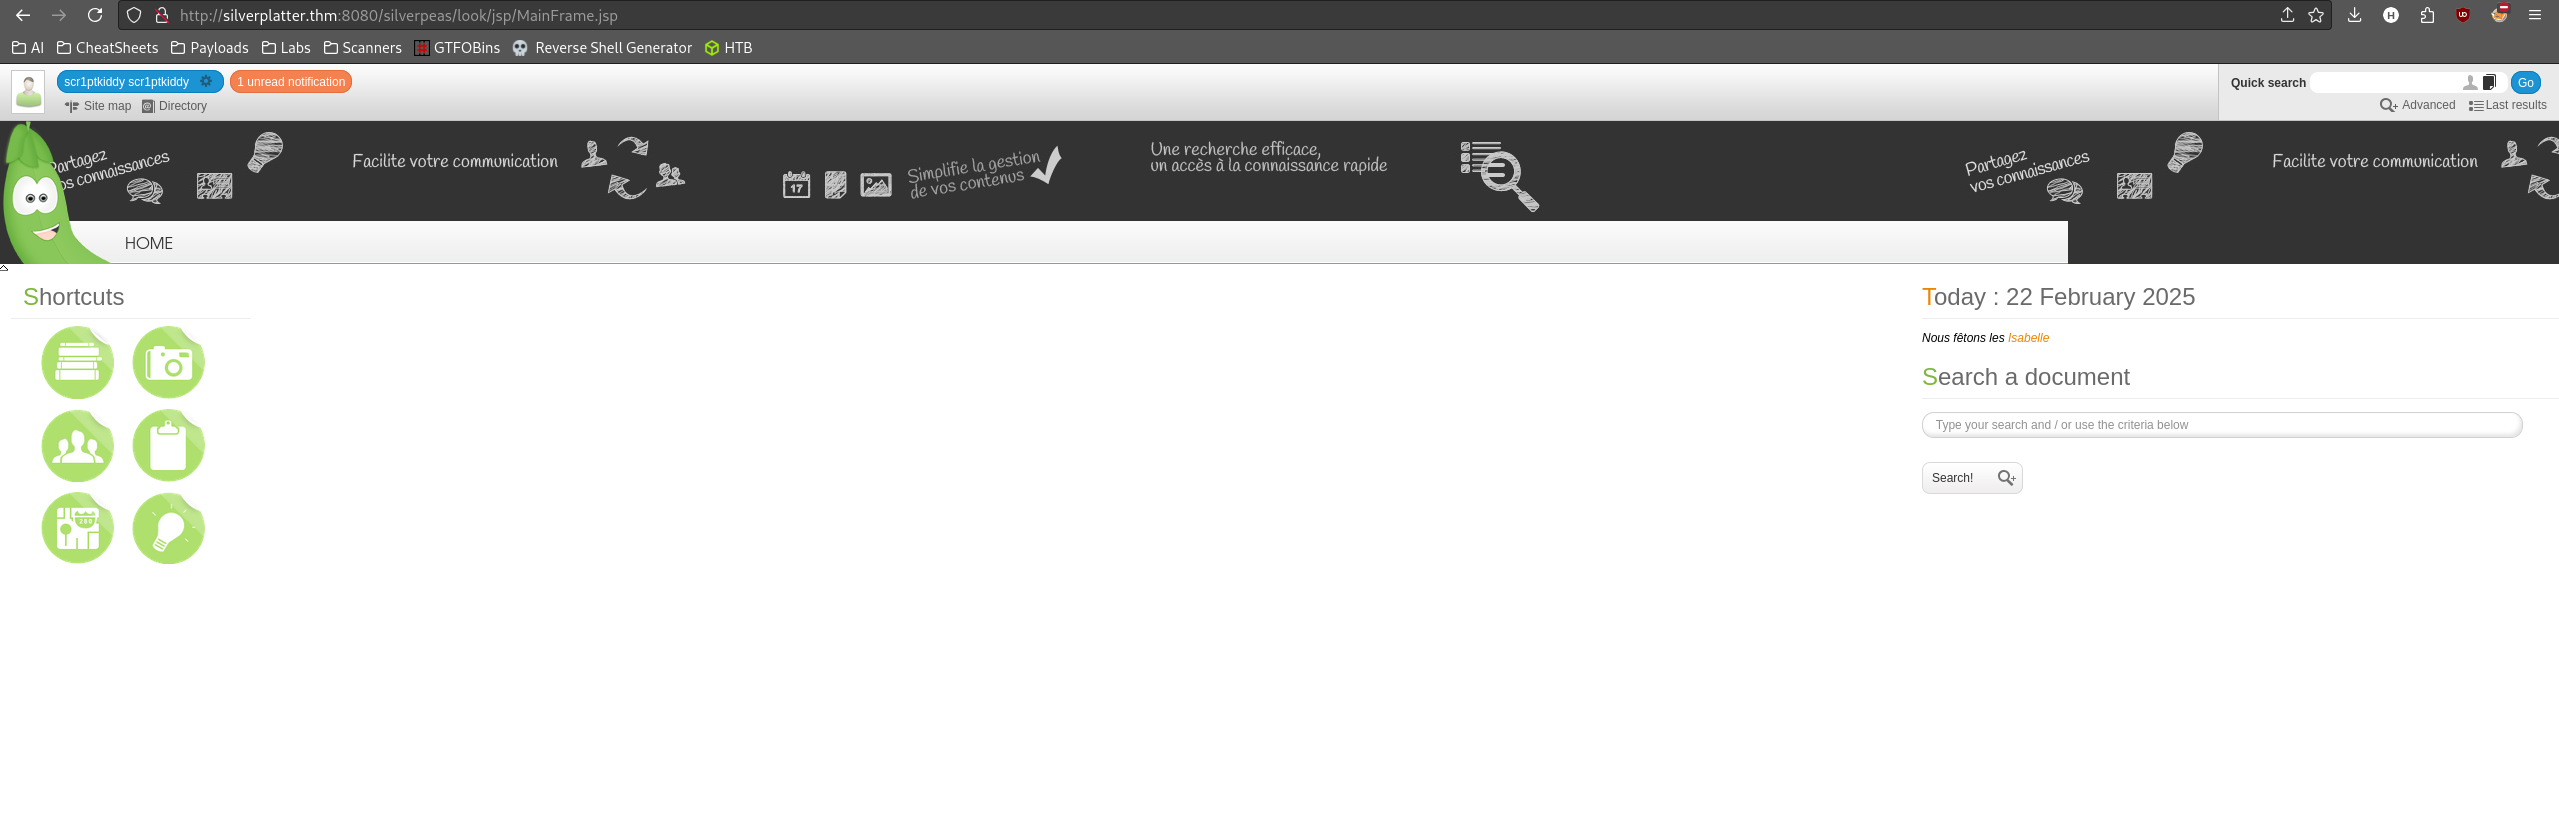 http://silverplatter.thm:8080/silverpeas/look/jsp/MainFrame.jsp
AI CheatSheets Payloads Labs Scanners GTFOBins Reverse Shell Generator HTB
scr1ptkiddy scr1ptkiddy 1 unread notification
Site map Directory
Quick search Go
Advanced Last results
Partagez
vos connaissances
Facilite votre communication
17
Simplifie la gestion
de vos contenus
Une recherche efficace,
un accès à la connaissance rapide
Partagez
vos connaissances
Facilite votre communication
HOME
Shortcuts
Today : 22 February 2025
Nous fêtons les Isabelle
Search a document
Type your search and / or use the criteria below
Search!